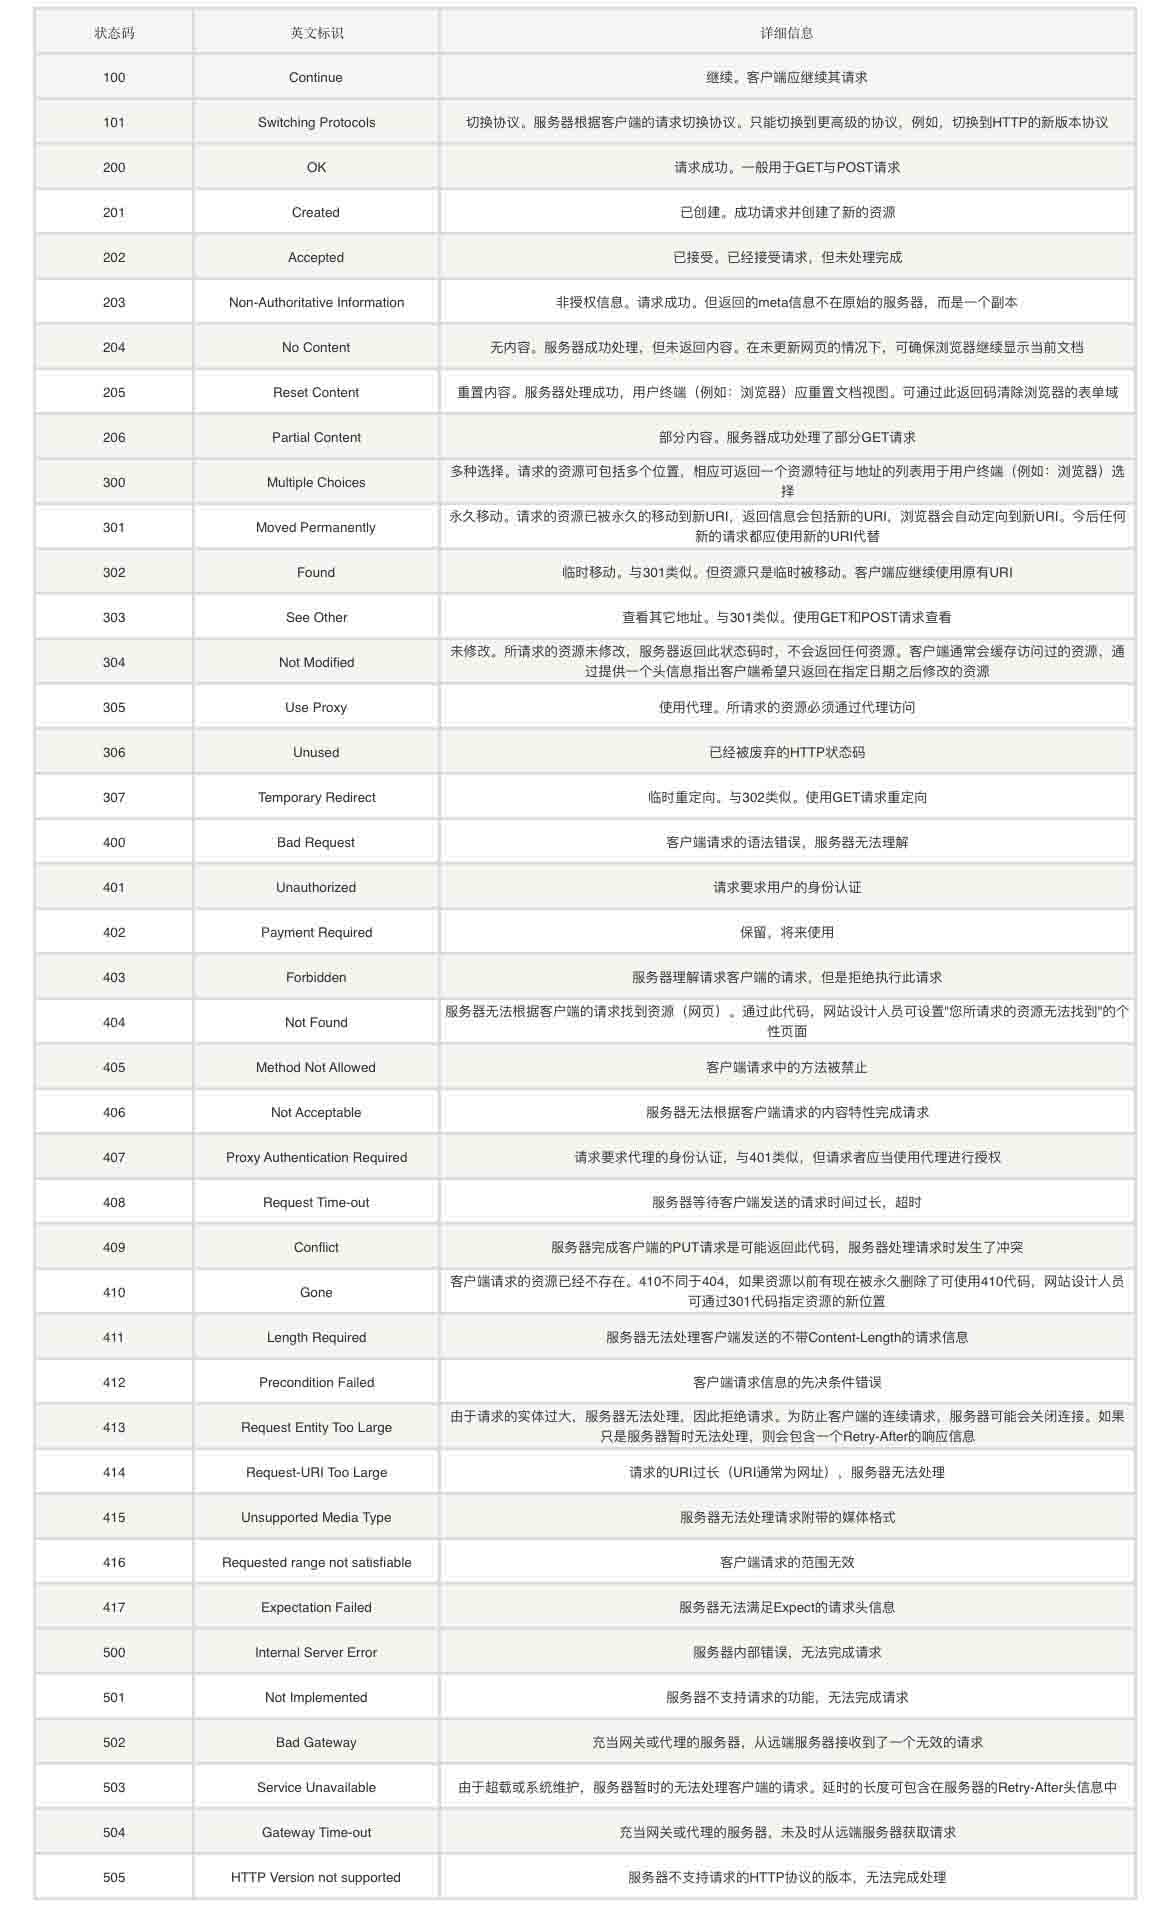 状态码 英文标识 详细信息
100 Continue 继续。客户端应继续其请求
101 Switching Protocols 切换协议。服务器根据客户端的请求切换协议。只能切换到更高级的协议，例如，切换到HTTP的新版本协议
200 OK 请求成功。一般用于GET与POST请求
201 Created 已创建。成功请求并创建了新的资源
202 Accepted 已接受。已经接受请求，但未处理完成
203 Non-Authoritative Information 非授权信息。请求成功。但返回的meta信息不在原始的服务器，而是一个副本
204 No Content 无内容。服务器成功处理，但未返回内容。在未更新网页的情况下，可确保浏览器继续显示当前文档
205 Reset Content 重置内容。服务器处理成功，用户终端（例如：浏览器）应重置文档视图。可通过此返回码清除浏览器的表单域
206 Partial Content 部分内容。服务器成功处理了部分GET请求
300 Multiple Choices 多种选择。请求的资源可包括多个位置，相应可返回一个资源特征与地址的列表用于用户终端（例如：浏览器）选
择
301 Moved Permanently 永久移动。请求的资源已被永久的移动到新URI，返回信息会包括新的URI，浏览器会自动定向到新URI。今后任何
新的请求都应使用新的URI代替
302 Found 临时移动。与301类似。但资源只是临时被移动。客户端应继续使用原有URI
303 See Other 查看其它地址。与301类似。使用GET和POST请求查看
304 Not Modified 未修改。所请求的资源未修改，服务器返回此状态码时，不会返回任何资源。客户端通常会缓存访问过的资源，通
过提供一个头信息指出客户端希望只返回在指定日期之后修改的资源
305 Use Proxy 使用代理。所请求的资源必须通过代理访问
306 Unused 已经被废弃的HTTP状态码
307 Temporary Redirect 临时重定向。与302类似。使用GET请求重定向
400 Bad Request 客户端请求的语法错误，服务器无法理解
401 Unauthorized 请求要求用户的身份认证
402 Payment Required 保留，将来使用
403 Forbidden 服务器理解请求客户端的请求，但是拒绝执行此请求
404 Not Found 服务器无法根据客户端的请求找到资源（网页）。通过此代码，网站设计人员可设置"您所请求的资源无法找到"的个
性页面
405 Method Not Allowed 客户端请求中的方法被禁止
406 Not Acceptable 服务器无法根据客户端请求的内容特性完成请求
407 Proxy Authentication Required 请求要求代理的身份认证，与401类似，但请求者应当使用代理进行授权
408 Request Time-out 服务器等待客户端发送的请求时间过长，超时
409 Conflict 服务器完成客户端的PUT请求是可能返回此代码，服务器处理请求时发生了冲突
410 Gone 客户端请求的资源已经不存在。410不同于404，如果资源以前有现在被永久删除了可使用410代码，网站设计人员
可通过301代码指定资源的新位置
411 Length Required 服务器无法处理客户端发送的不带Content-Length的请求信息
412 Precondition Failed 客户端请求信息的先决条件错误
413 Request Entity Too Large 由于请求的实体过大，服务器无法处理，因此拒绝请求。为防止客户端的连续请求，服务器可能会关闭连接。如果
只是服务器暂时无法处理，则会包含一个Retry-After的响应信息
414 Request-URI Too Large 请求的URI过长（URI通常为网址），服务器无法处理
415 Unsupported Media Type 服务器无法处理请求附带的媒体格式
416 Requested range not satisfiable 客户端请求的范围无效
417 Expectation Failed 服务器无法满足Expect的请求头信息
500 Internal Server Error 服务器内部错误，无法完成请求
501 Not Implemented 服务器不支持请求的功能，无法完成请求
502 Bad Gateway 充当网关或代理的服务器，从远端服务器接收到了一个无效的请求
503 Service Unavailable 由于超载或系统维护，服务器暂时的无法处理客户端的请求。延时的长度可包含在服务器的Retry-After头信息中
504 Gateway Time-out 充当网关或代理的服务器，未及时从远端服务器获取请求
505 HTTP Version not supported 服务器不支持请求的HTTP协议的版本，无法完成处理